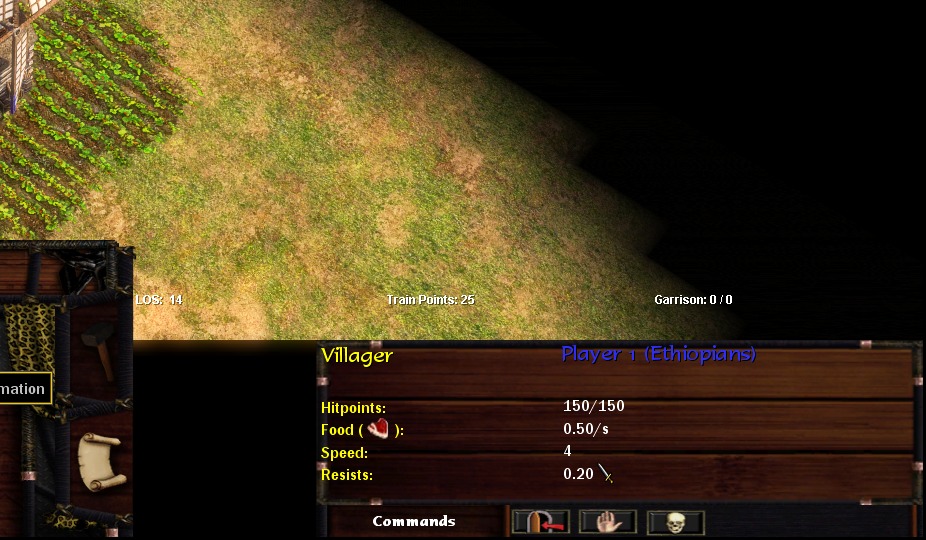 LOS: 14
Train Points: 25
Garrison: 0 / 0
Villager
Player 1 (Ethiopians)
mation
Hitpoints:
150/150
Food ( ):
0.50/s
Speed:
4
Resists:
0.20
Commands